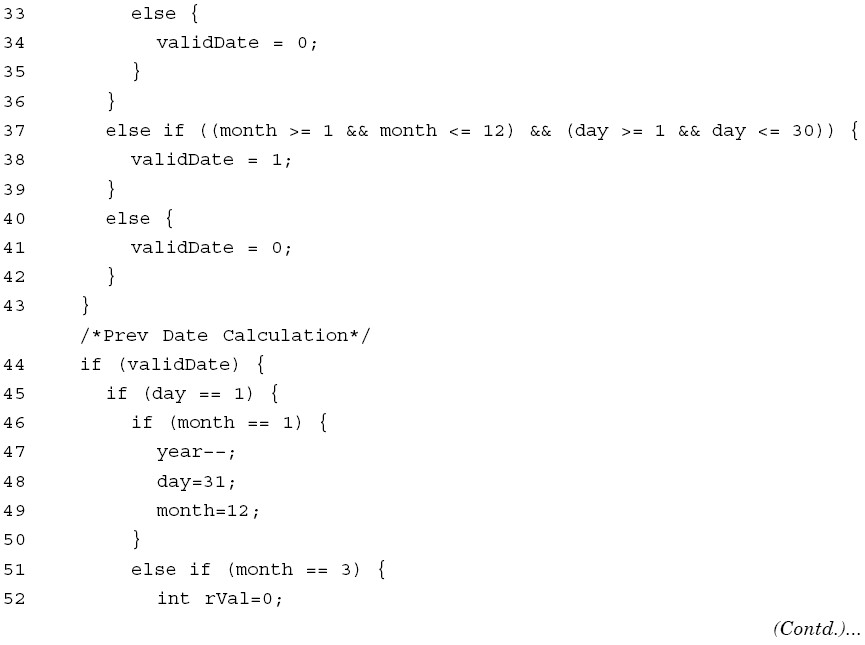 33 else {
34 validDate = 0;
35 }
36 }
37 else if ((month >= 1 && month <= 12) && (day >= 1 && day <= 30)) {
38 validDate = 1;
39 }
40 else {
41 validDate = 0;
42 }
43 }
/*Prev Date Calculation*/
44 if (validDate) {
45 if (day == 1) {
46 if (month == 1) {
47 year--;
48 day=31;
49 month=12;
50 }
51 else if (month == 3) {
52 int rVal=0;
(Contd.)...